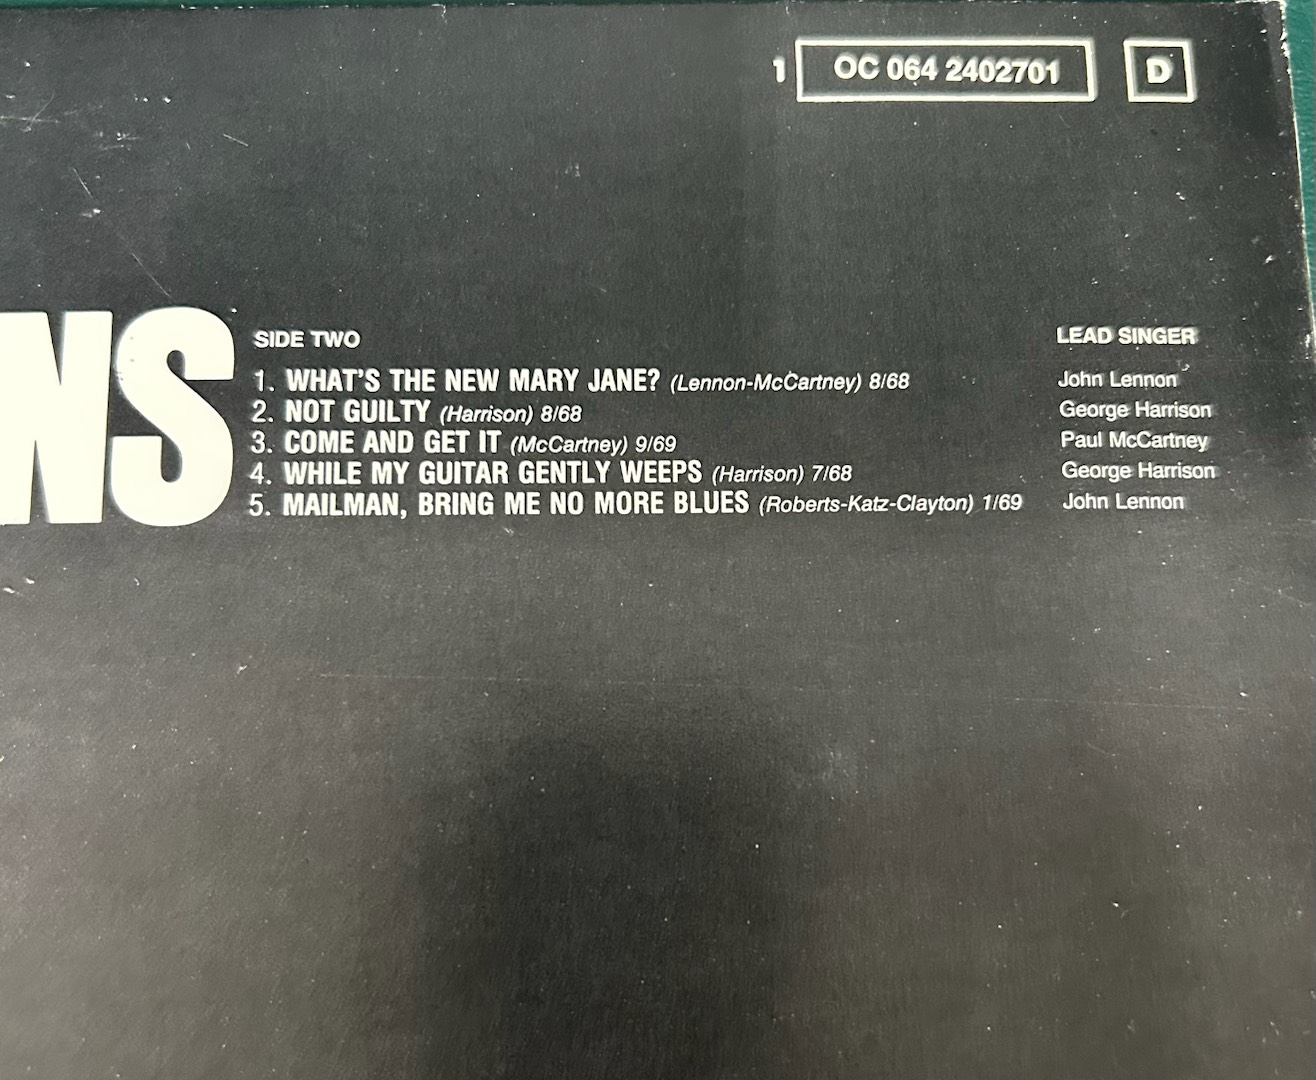 1 OC 064 2402701 D
NS
SIDE TWO LEAD SINGER
1. WHAT'S THE NEW MARY JANE? (Lennon-McCartney) 8/68 John Lennon
2. NOT GUILTY (Harrison) 8/68 George Harrison
3. COME AND GET IT (McCartney) 9/69 Paul McCartney
4. WHILE MY GUITAR GENTLY WEEPS (Harrison) 7/68 George Harrison
5. MAILMAN, BRING ME NO MORE BLUES (Roberts-Katz-Clayton) 1/69 John Lennon